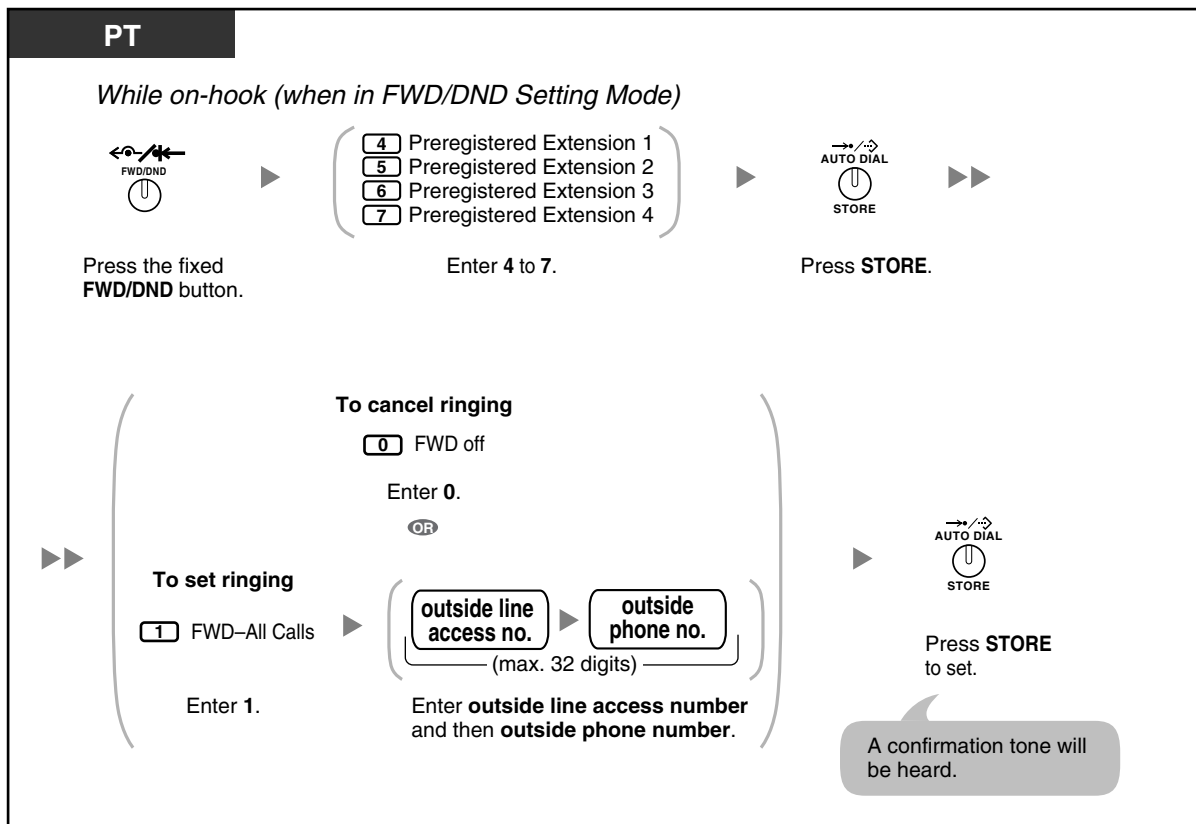 PT
While on-hook (when in FWD/DND Setting Mode)
FWD/DND
4 Preregistered Extension 1
5 Preregistered Extension 2
6 Preregistered Extension 3
7 Preregistered Extension 4
AUTO DIAL
STORE
Press the fixed
FWD/DND button.
Enter 4 to 7.
Press STORE.
To cancel ringing
0 FWD off
Enter 0.
OR
To set ringing
1 FWD–All Calls
Enter 1.
outside line
access no.
outside
phone no.
(max. 32 digits)
Enter outside line access number
and then outside phone number.
AUTO DIAL
STORE
Press STORE
to set.
A confirmation tone will
be heard.